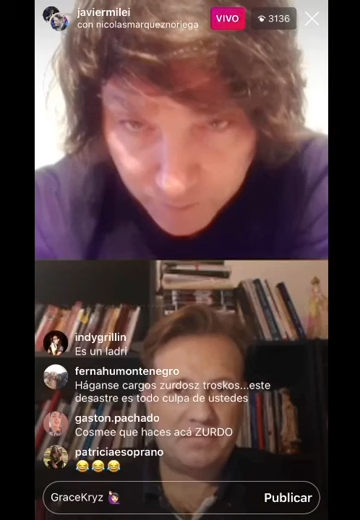 javiermilei
con nicolasmarqueznoriega
VIVO
3136
indygrillin
Es un ladri
fernahumontenegro
Háganse cargos zurdosz troskos...este
desastre es todo culpa de ustedes
gaston.pachado
Cosmee que haces acá ZURDO
patriciaesoprano
😂😂😂
GraceKryz 🙋🏻‍♀️
Publicar